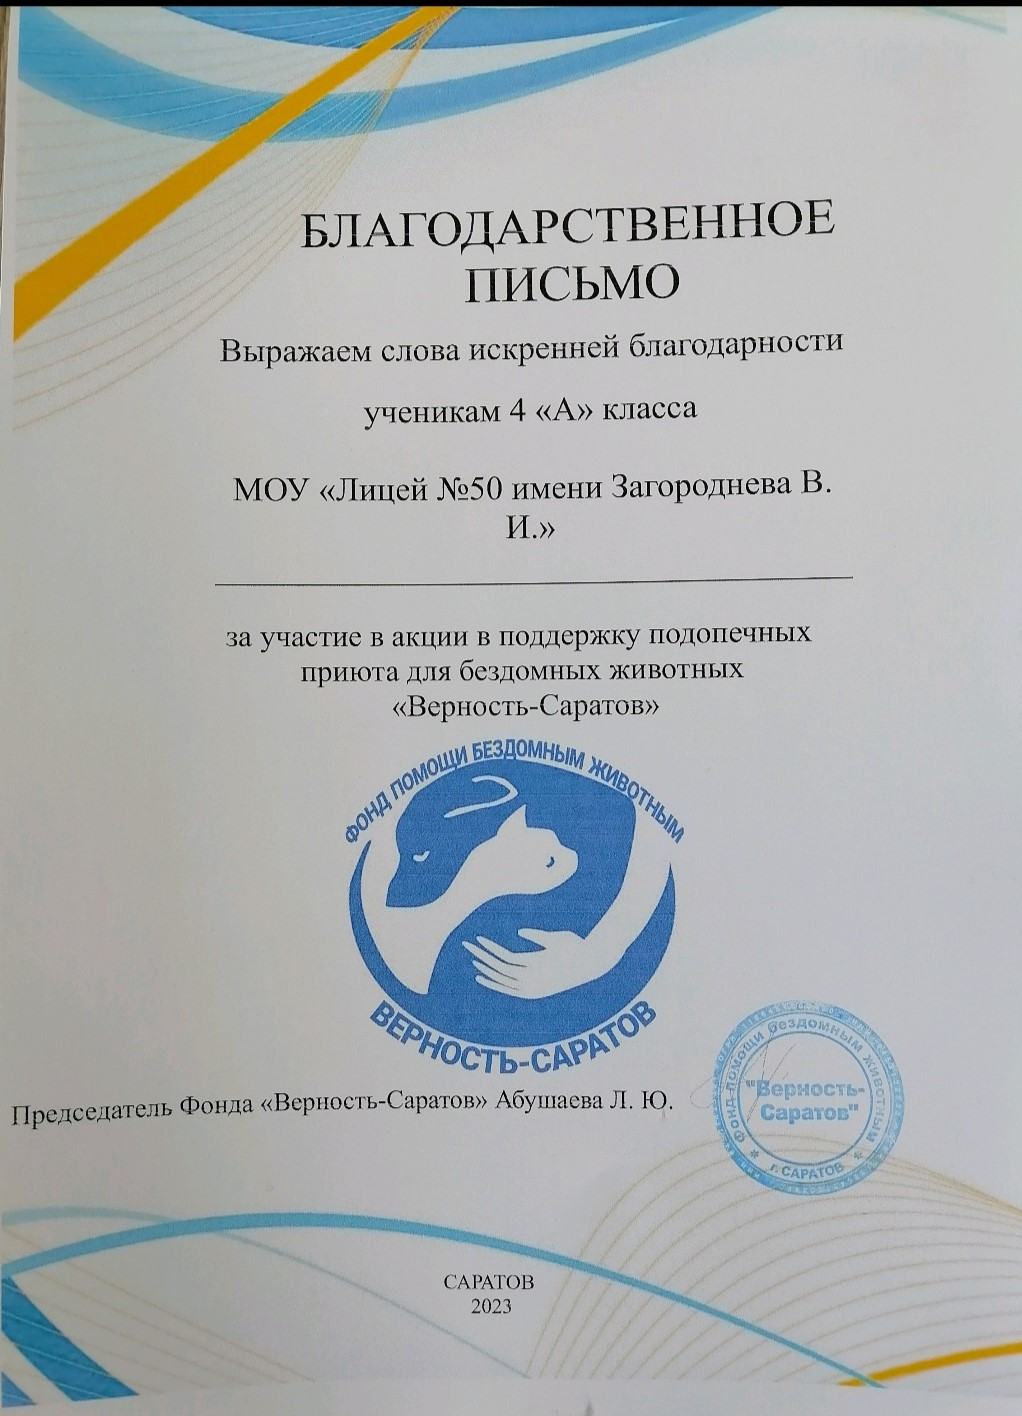 БЛАГОДАРСТВЕННОЕ
ПИСЬМО
Выражаем слова искренней благодарности
ученикам 4 «А» класса
МОУ «Лицей №50 имени Загороднева В.
И.»
за участие в акции в поддержку подопечных
приюта для бездомных животных
«Верность-Саратов»
ФОНД ПОМОЩИ БЕЗДОМНЫМ ЖИВОТНЫМ
ВЕРНОСТЬ-САРАТОВ
Председатель Фонда «Верность-Саратов» Абушаева Л. Ю.
Фонд помощи бездомным животным
"Верность-
Саратов"
* г. САРАТОВ *
САРАТОВ
2023